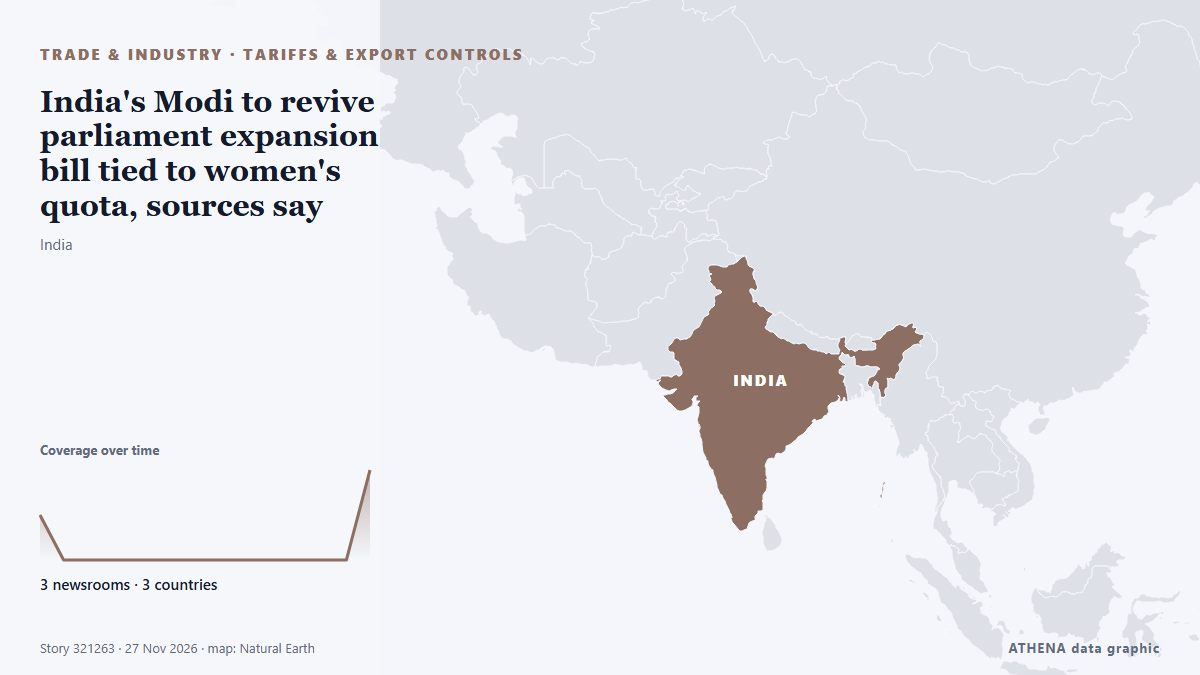 TRADE & INDUSTRY · TARIFFS & EXPORT CONTROLS
India's Modi to revive
parliament expansion
bill tied to women's
quota, sources say
India
INDIA
Coverage over time
3 newsrooms · 3 countries
Story 321263 · 27 Nov 2026 · map: Natural Earth
ATHENA data graphic